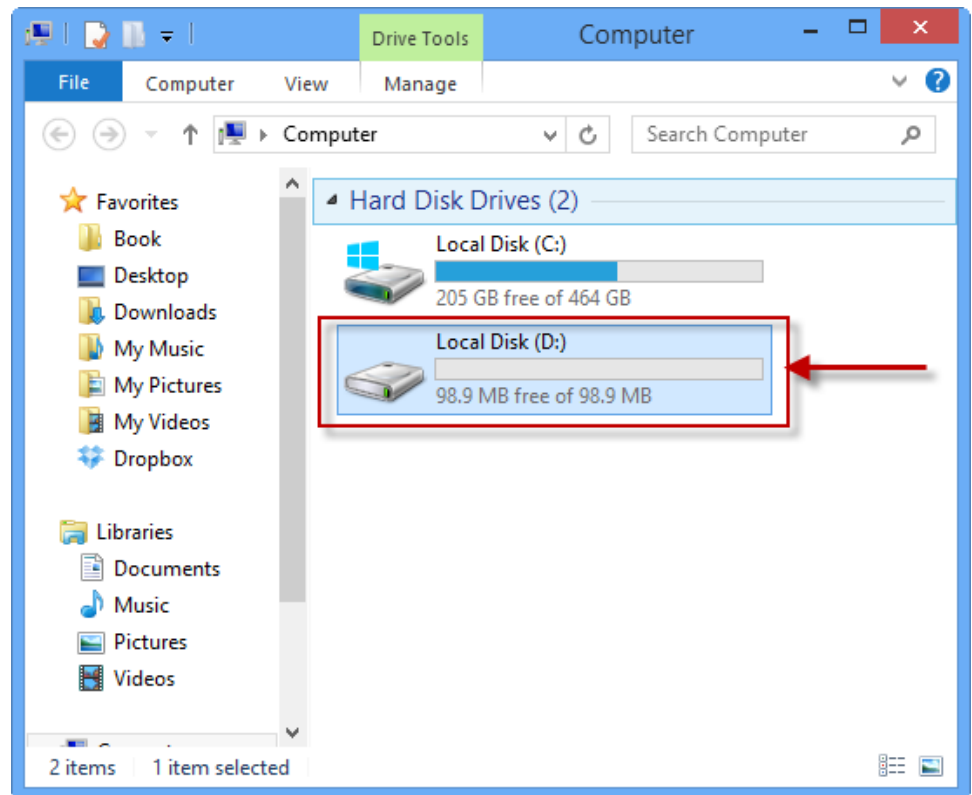 Drive Tools
Computer
File
Computer
View
Manage
Computer
Search Computer
Favorites
Book
Desktop
Downloads
My Music
My Pictures
My Videos
Dropbox
Libraries
Documents
Music
Pictures
Videos
Hard Disk Drives (2)
Local Disk (C:)
205 GB free of 464 GB
Local Disk (D:)
98.9 MB free of 98.9 MB
2 items
1 item selected